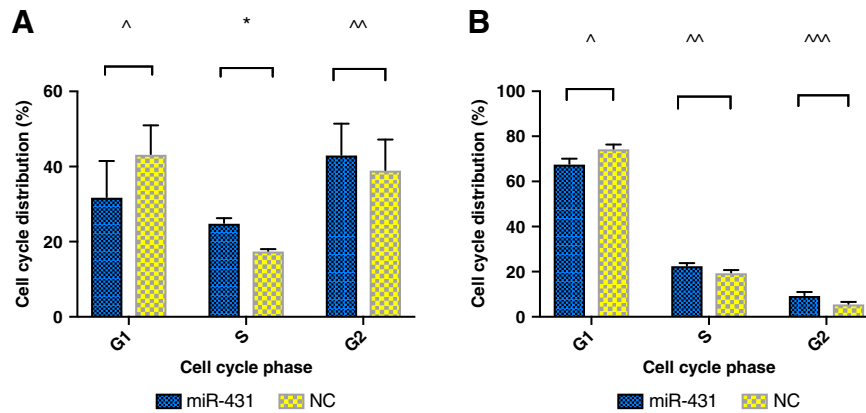 A
^ * ^^
Cell cycle distribution (%)
60
40
20
0
G1 S G2
Cell cycle phase
miR-431 NC
B
^ ^^ ^^^
Cell cycle distribution (%)
100
80
60
40
20
0
G1 S G2
Cell cycle phase
miR-431 NC